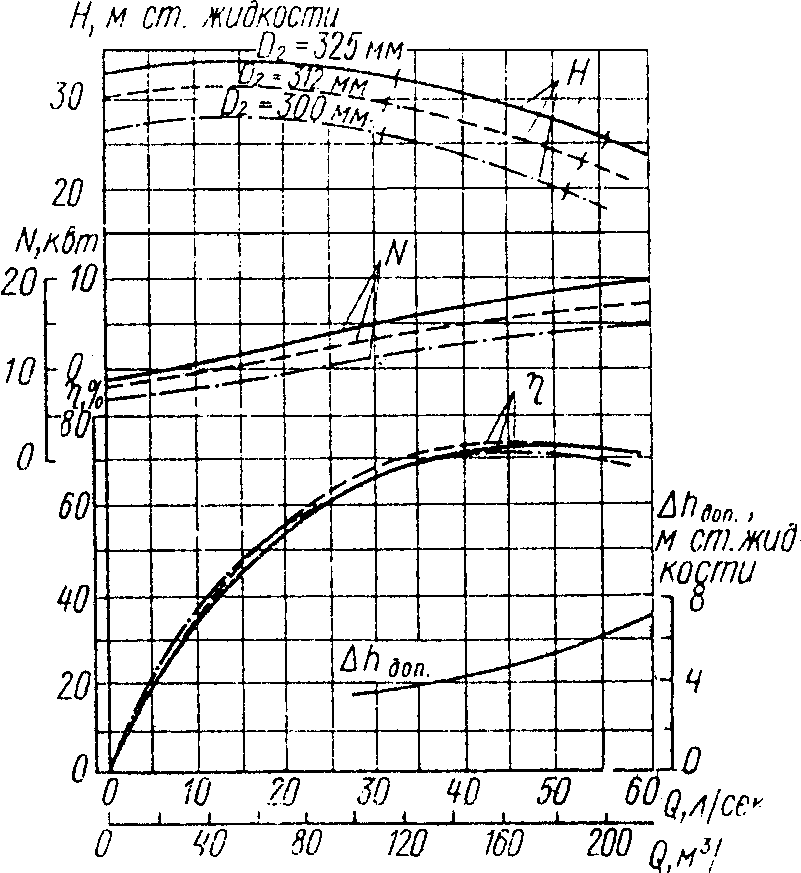 H, м ст. жидкости
D₂ = 325 мм
D₂ = 312 мм
D₂ = 300 мм
H
30
20
N, квт
20 10
10 0
0
N
η, %
80
60
40
20
0
η
Δh доп.,
м ст. жид-
кости
8
4
0
Δh доп.
0 10 20 30 40 50 60 Q, л/сек
0 40 80 120 160 200 Q, м³/